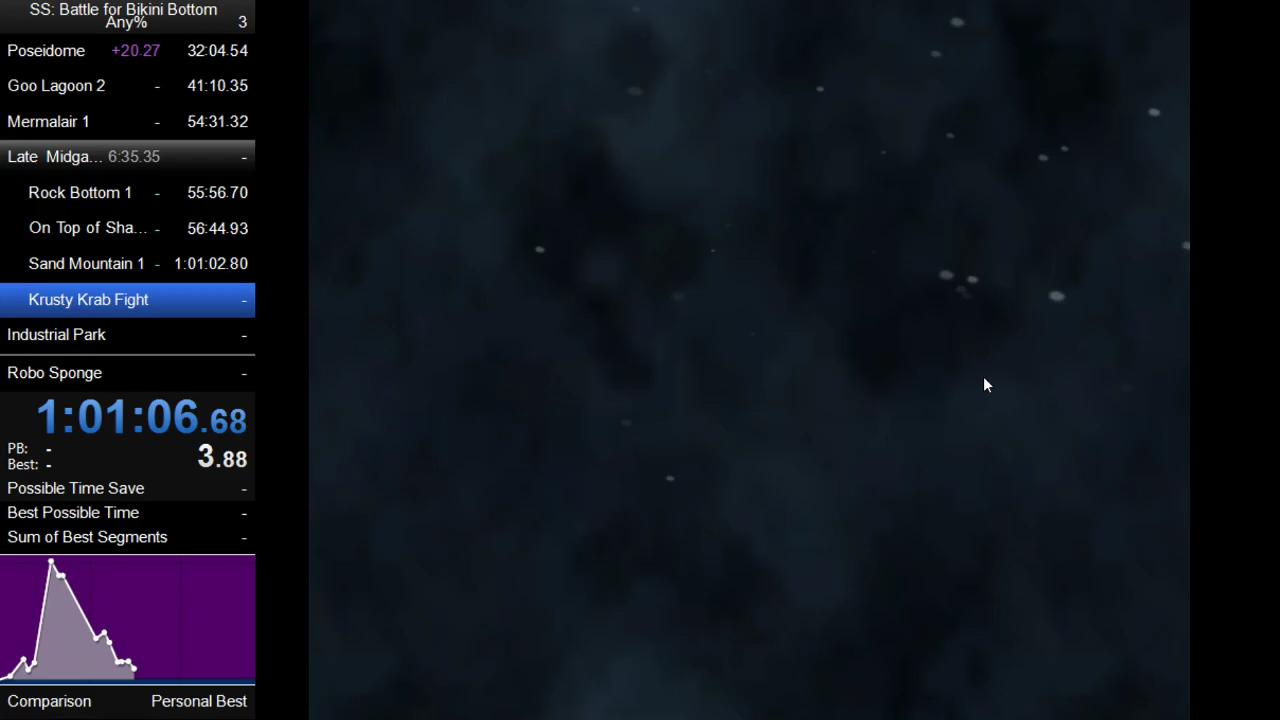 SS: Battle for Bikini Bottom
Any% 3
Poseidome +20.27 32:04.54
Goo Lagoon 2 - 41:10.35
Mermalair 1 - 54:31.32
Late Midga... 6:35.35 -
Rock Bottom 1 - 55:56.70
On Top of Sha... - 56:44.93
Sand Mountain 1 - 1:01:02.80
Krusty Krab Fight -
Industrial Park -
Robo Sponge -
1:01:06.68
PB: - 3.88
Best: -
Possible Time Save -
Best Possible Time -
Sum of Best Segments -
Comparison Personal Best